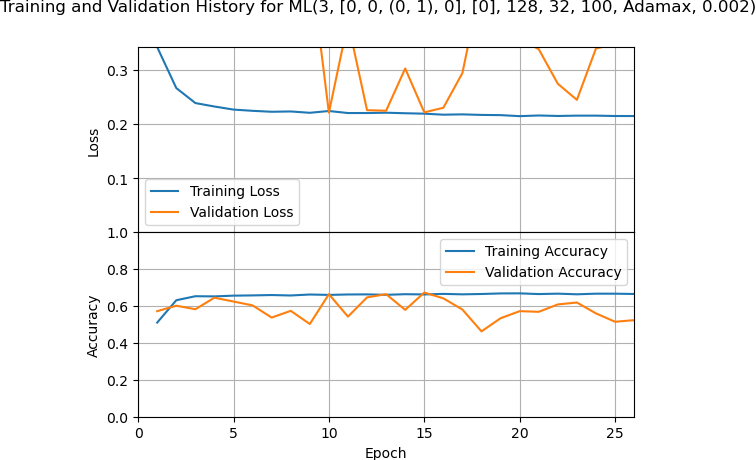 Training and Validation History for ML(3, [0, 0, (0, 1), 0], [0], 128, 32, 100, Adamax, 0.002)
0.3
0.2
0.1
Loss
Training Loss
Validation Loss
1.0
0.8
0.6
0.4
0.2
0.0
Accuracy
Training Accuracy
Validation Accuracy
0 5 10 15 20 25
Epoch